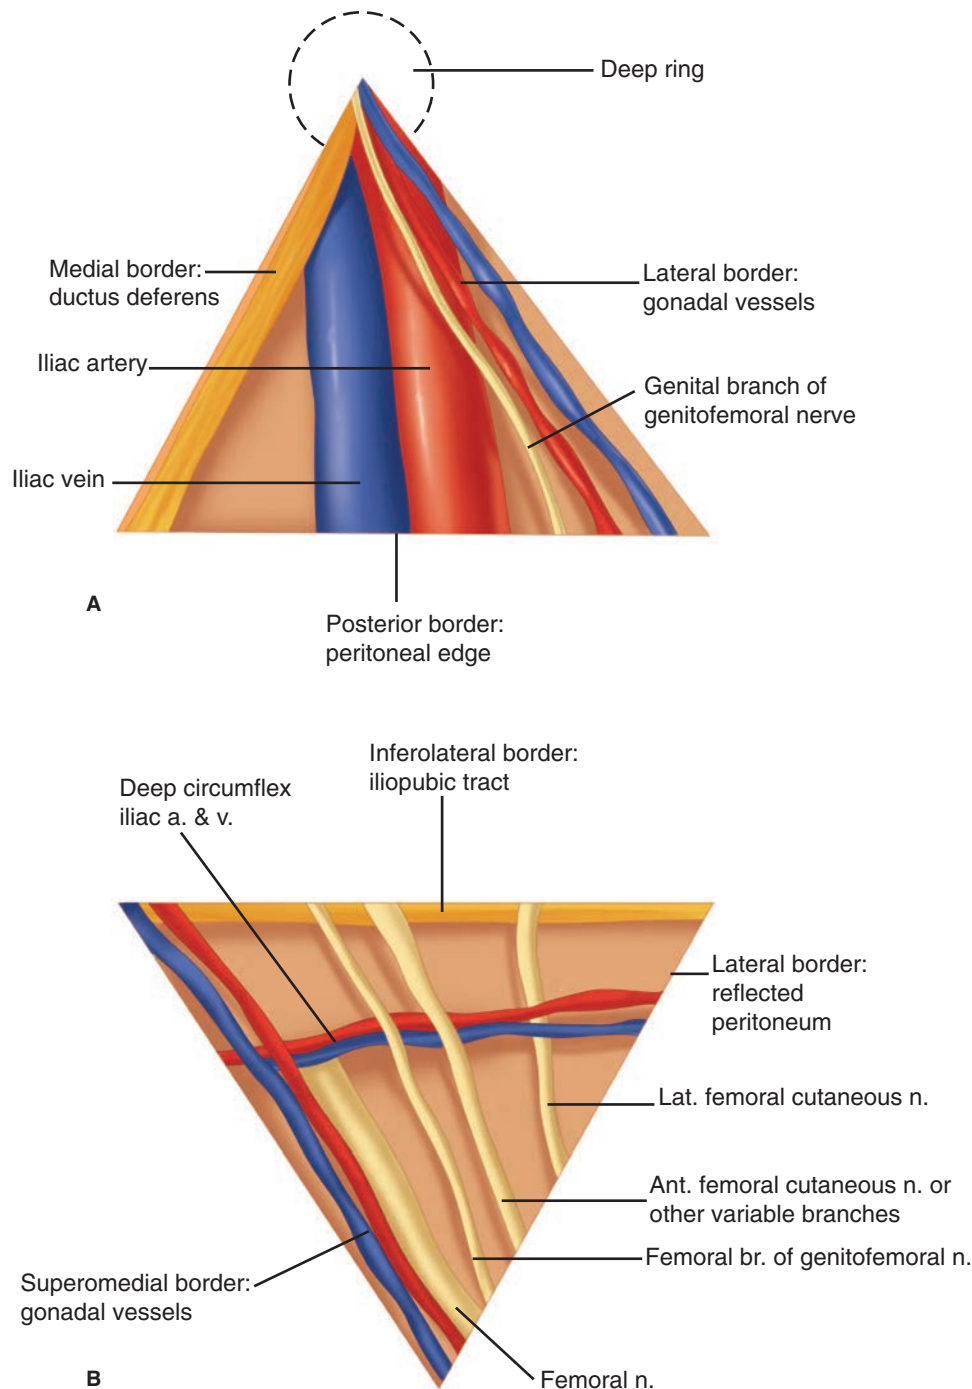 Deep ring
Medial border:
ductus deferens
Lateral border:
gonadal vessels
Iliac artery
Genital branch of
genitofemoral nerve
Iliac vein
A
Posterior border:
peritoneal edge
Inferolateral border:
iliopubic tract
Deep circumflex
iliac a. & v.
Lateral border:
reflected
peritoneum
Lat. femoral cutaneous n.
Ant. femoral cutaneous n. or
other variable branches
Femoral br. of genitofemoral n.
Superomedial border:
gonadal vessels
Femoral n.
B